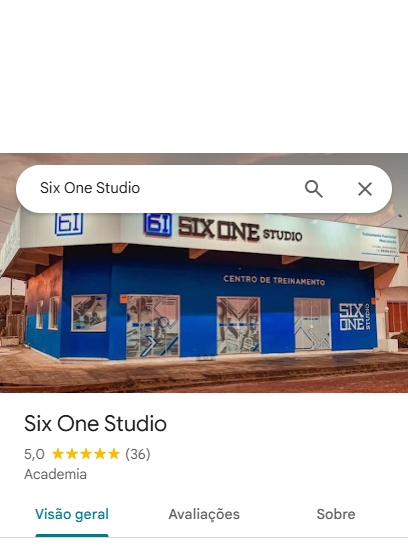 Six One Studio
61
61 SIX ONE STUDIO
CENTRO DE TREINAMENTO
SIX
ONE
STUDIO
Six One Studio
5,0 ★★★★★ (36)
Academia
Visão geral Avaliações Sobre